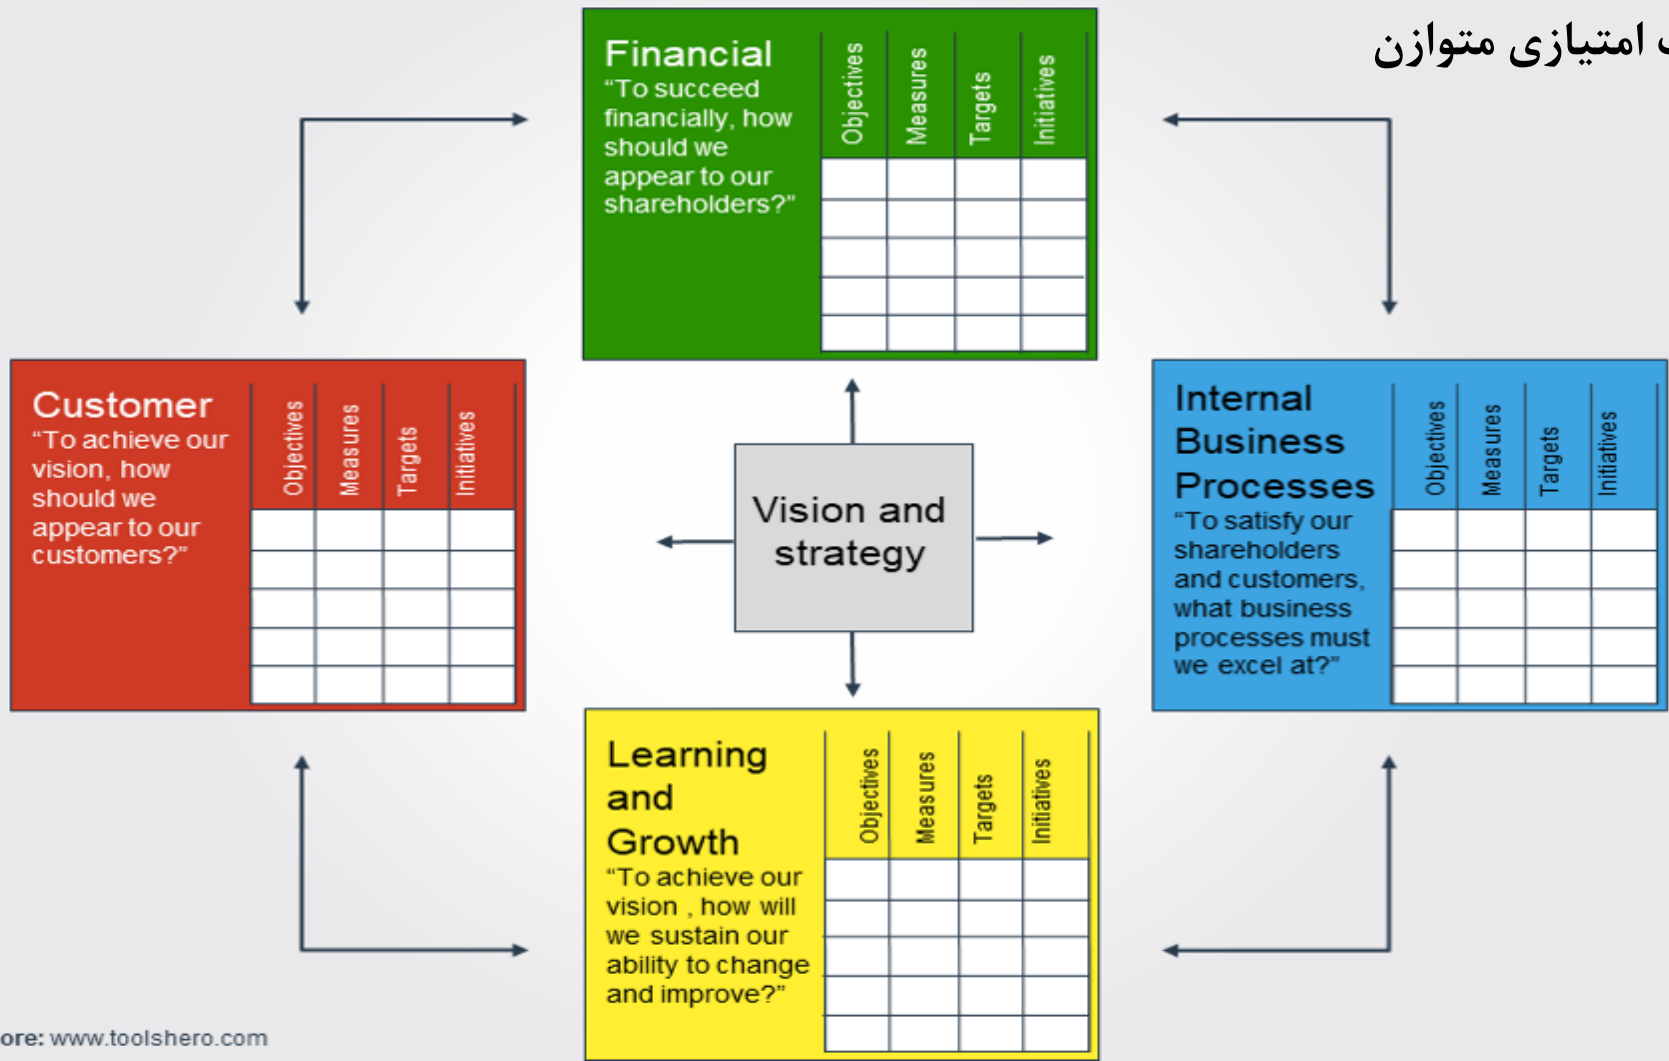 امتیازی متوازن
Financial
“To succeed
financially, how
should we
appear to our
shareholders?”
Objectives
Measures
Targets
Initiatives
Customer
“To achieve our
vision, how
should we
appear to our
customers?”
Objectives
Measures
Targets
Initiatives
Vision and
strategy
Internal
Business
Processes
“To satisfy our
shareholders
and customers,
what business
processes must
we excel at?”
Objectives
Measures
Targets
Initiatives
Learning
and
Growth
“To achieve our
vision , how will
we sustain our
ability to change
and improve?”
Objectives
Measures
Targets
Initiatives
ore: www.toolshero.com